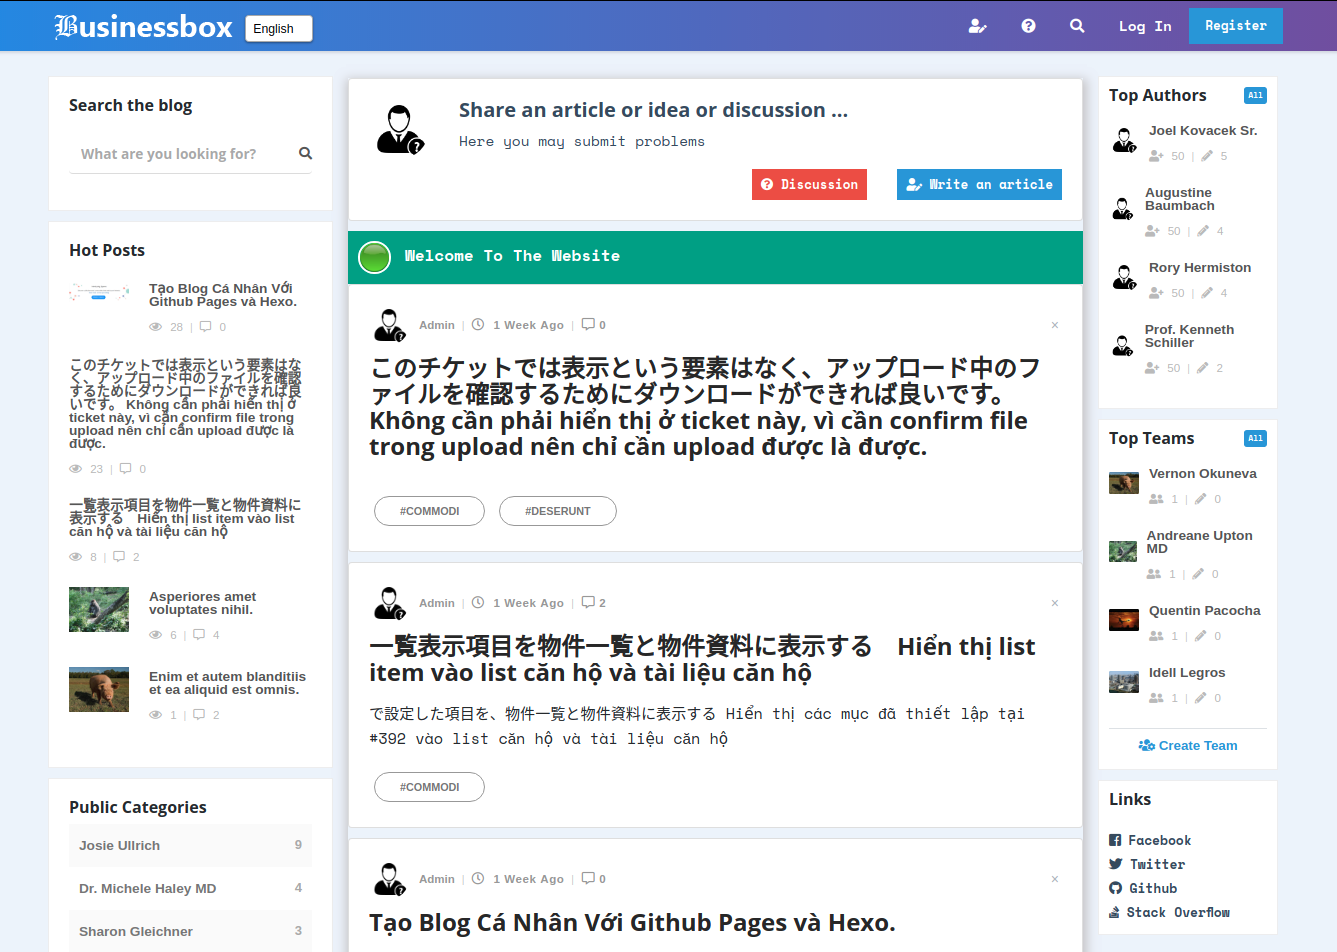 Businessbox English Log In Register
Search the blog
What are you looking for?
Hot Posts
Tạo Blog Cá Nhân Với
Github Pages và Hexo.
28 | 0
このチケットでは表示という要素はな
く、アップロード中のファイルを確認
するためにダウンロードができれば良
いです。 Không cần phải hiển thị ở
ticket này, vì cần confirm file trong
upload nên chỉ cần upload được là
được.
23 | 0
一覧表示項目を物件一覧と物件資料に
表示する　Hiển thị list item vào list
căn hộ và tài liệu căn hộ
8 | 2
Asperiores amet
voluptates nihil.
6 | 4
Enim et autem blanditiis
et ea aliquid est omnis.
1 | 2
Public Categories
Josie Ullrich 9
Dr. Michele Haley MD 4
Sharon Gleichner 3
Share an article or idea or discussion ...
Here you may submit problems
Discussion Write an article
Welcome To The Website
Admin | 1 Week Ago | 0 ×
このチケットでは表示という要素はなく、アップロード中のフ
ァイルを確認するためにダウンロードができれば良いです。
Không cần phải hiển thị ở ticket này, vì cần confirm file
trong upload nên chỉ cần upload được là được.
#COMMODI #DESERUNT
Admin | 1 Week Ago | 2 ×
一覧表示項目を物件一覧と物件資料に表示する　Hiển thị list
item vào list căn hộ và tài liệu căn hộ
で設定した項目を、物件一覧と物件資料に表示する Hiển thị các mục đã thiết lập tại
#392 vào list căn hộ và tài liệu căn hộ
#COMMODI
Admin | 1 Week Ago | 0 ×
Tạo Blog Cá Nhân Với Github Pages và Hexo.
Top Authors All
Joel Kovacek Sr.
50 | 5
Augustine
Baumbach
50 | 4
Rory Hermiston
50 | 4
Prof. Kenneth
Schiller
50 | 2
Top Teams All
Vernon Okuneva
1 | 0
Andreane Upton
MD
1 | 0
Quentin Pacocha
1 | 0
Idell Legros
1 | 0
Create Team
Links
Facebook
Twitter
Github
Stack Overflow